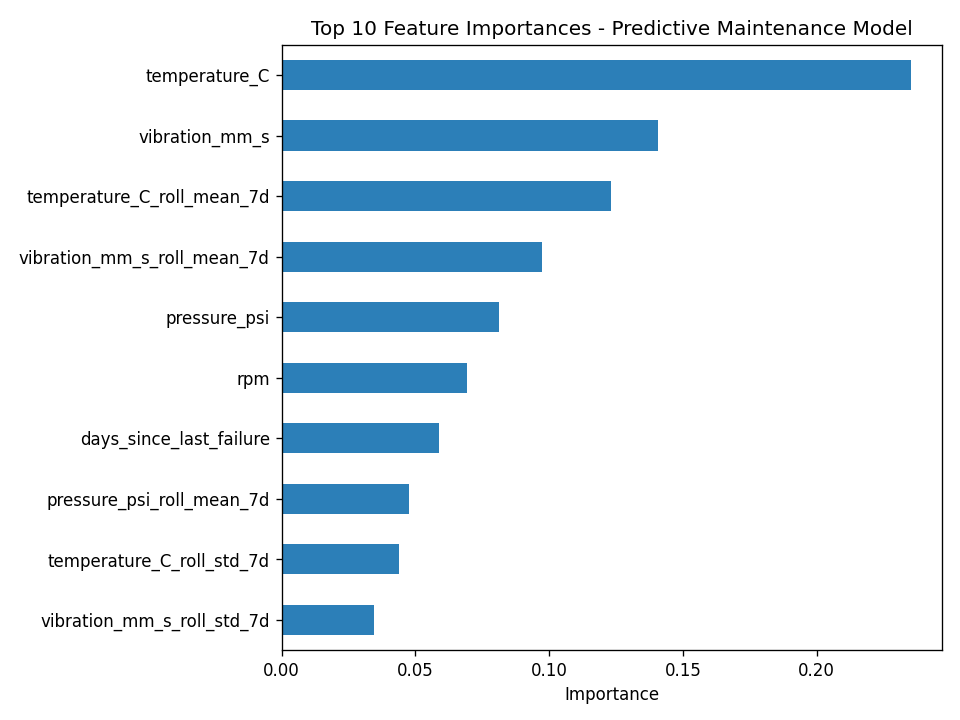 Top 10 Feature Importances - Predictive Maintenance Model
temperature_C
vibration_mm_s
temperature_C_roll_mean_7d
vibration_mm_s_roll_mean_7d
pressure_psi
rpm
days_since_last_failure
pressure_psi_roll_mean_7d
temperature_C_roll_std_7d
vibration_mm_s_roll_std_7d
0.00 0.05 0.10 0.15 0.20
Importance